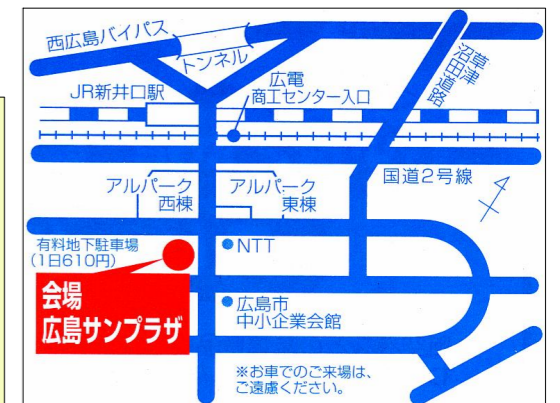 西広島バイパス
トンネル
草津
沼田道路
JR新井口駅
広電
商工センター入口
国道2号線
アルパーク
西棟
アルパーク
東棟
有料地下駐車場
(1日610円)
NTT
会場
広島サンプラザ
広島市
中小企業会館
※お車でのご来場は、
ご遠慮ください。